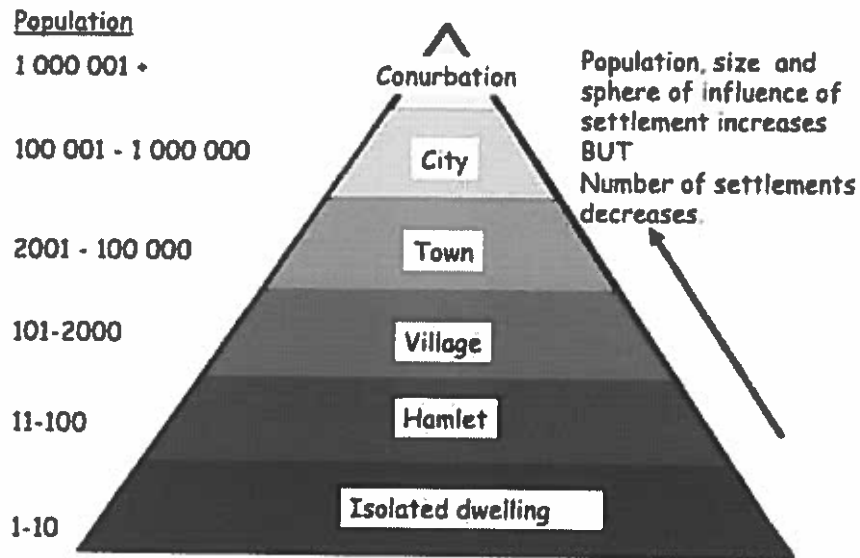 Population
1 000 001 +
Conurbation
Population, size and
sphere of influence of
settlement increases
BUT
Number of settlements
decreases.
100 001 - 1 000 000
City
2001 - 100 000
Town
101-2000
Village
11-100
Hamlet
1-10
Isolated dwelling